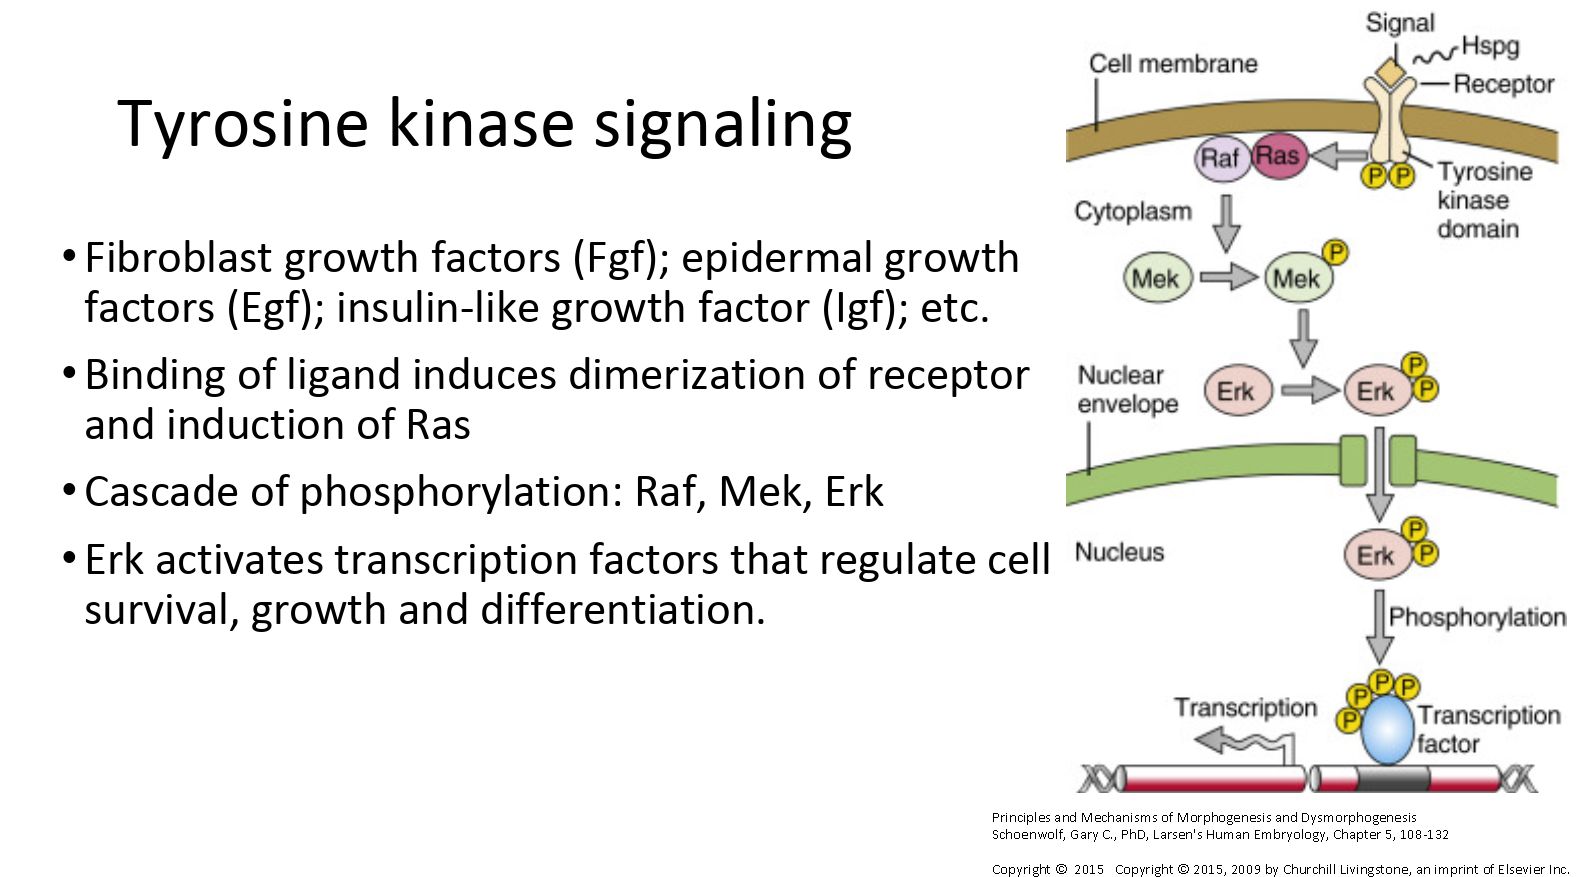 Tyrosine kinase signaling
• Fibroblast growth factors (Fgf); epidermal growth
factors (Egf); insulin-like growth factor (Igf); etc.
• Binding of ligand induces dimerization of receptor
and induction of Ras
• Cascade of phosphorylation: Raf, Mek, Erk
• Erk activates transcription factors that regulate cell
survival, growth and differentiation.
Signal
Hspg
Cell membrane
Receptor
Raf Ras
P P
Tyrosine
kinase
domain
Cytoplasm
P
Mek Mek
Nuclear
envelope
P
P
Erk Erk
P
P
Nucleus
Erk
Phosphorylation
P
P P
P
Transcription
Transcription
factor
Principles and Mechanisms of Morphogenesis and Dysmorphogenesis
Schoenwolf, Gary C., PhD, Larsen's Human Embryology, Chapter 5, 108-132
Copyright © 2015 Copyright © 2015, 2009 by Churchill Livingstone, an imprint of Elsevier Inc.